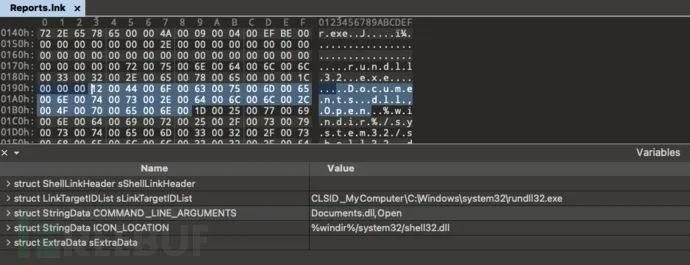 Reports.lnk ×
0 1 2 3 4 5 6 7 8 9 A B C D E F 0123456789ABCDEF
0140h: 72 2E 65 78 65 00 00 4A 00 09 00 04 00 EF BE 00 r.exe..J.....ï¾.
0150h: 00 00 00 00 00 00 00 2E 00 00 00 00 00 00 00 00
0160h: 00 00 00 00 00 00 00 00 00 00 00 00 00 00 00 00
0170h: 00 00 00 00 00 00 72 00 75 00 6E 00 64 00 6C 00 6C
0180h: 00 33 00 32 00 2E 00 65 00 78 00 65 00 00 00 1C .3.2...e.x.e....
0190h: 00 00 00 12 00 44 00 6F 00 63 00 75 00 6D 00 65 .....D.o.c.u.m.e
01A0h: 00 6E 00 74 00 73 00 2E 00 64 00 6C 00 6C 00 2C .n.t.s...d.l.l.,
01B0h: 00 4F 00 70 00 65 00 6E 00 1D 00 25 00 77 00 69 .O.p.e.n...%.w.i
01C0h: 00 6E 00 64 00 69 00 72 00 25 00 2F 00 73 00 79 .n.d.i.r.%./.s.y
01D0h: 00 73 00 74 00 65 00 6D 00 33 00 32 00 2F 00 73 .s.t.e.m.3.2./.s
Variables
Name Value
> struct ShellLinkHeader sShellLinkHeader
> struct LinkTargetIDList sLinkTargetIDList CLSID_MyComputer\C:\Windows\system32\rundll32.exe
> struct StringData COMMAND_LINE_ARGUMENTS Documents.dll,Open
> struct StringData ICON_LOCATION %windir%/system32/shell32.dll
> struct ExtraData sExtraData
REEBUF